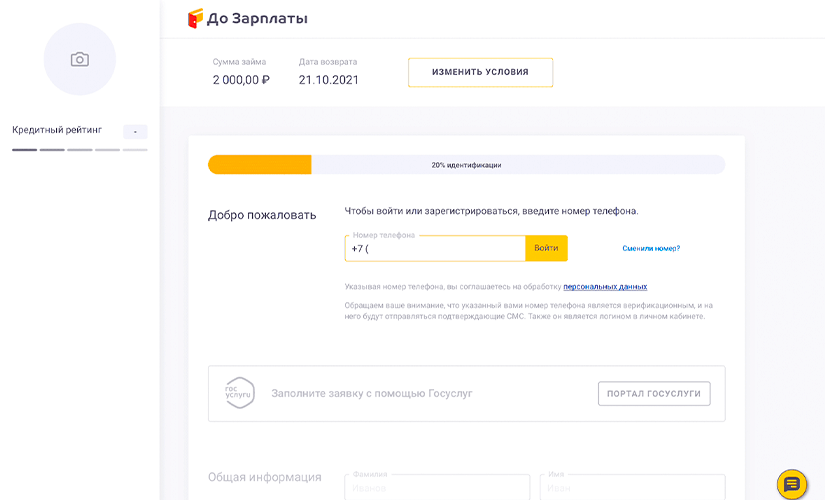 До Зарплаты
Сумма займа
Дата возврата
2 000,00 ₽
21.10.2021
ИЗМЕНИТЬ УСЛОВИЯ
Кредитный рейтинг
-
20% идентификации
Добро пожаловать
Чтобы войти или зарегистрироваться, введите номер телефона.
Номер телефона
+7 (
Войти
Сменили номер?
Указывая номер телефона, вы соглашаетесь на обработку персональных данных
Обращаем ваше внимание, что указанный вами номер телефона является верификационным, и на
него будут отправляться подтверждающие СМС. Также он является логином в личном кабинете.
гос
услуги
Заполните заявку с помощью Госуслуг
ПОРТАЛ ГОСУСЛУГИ
Общая информация
Фамилия
Иванов
Имя
Иван